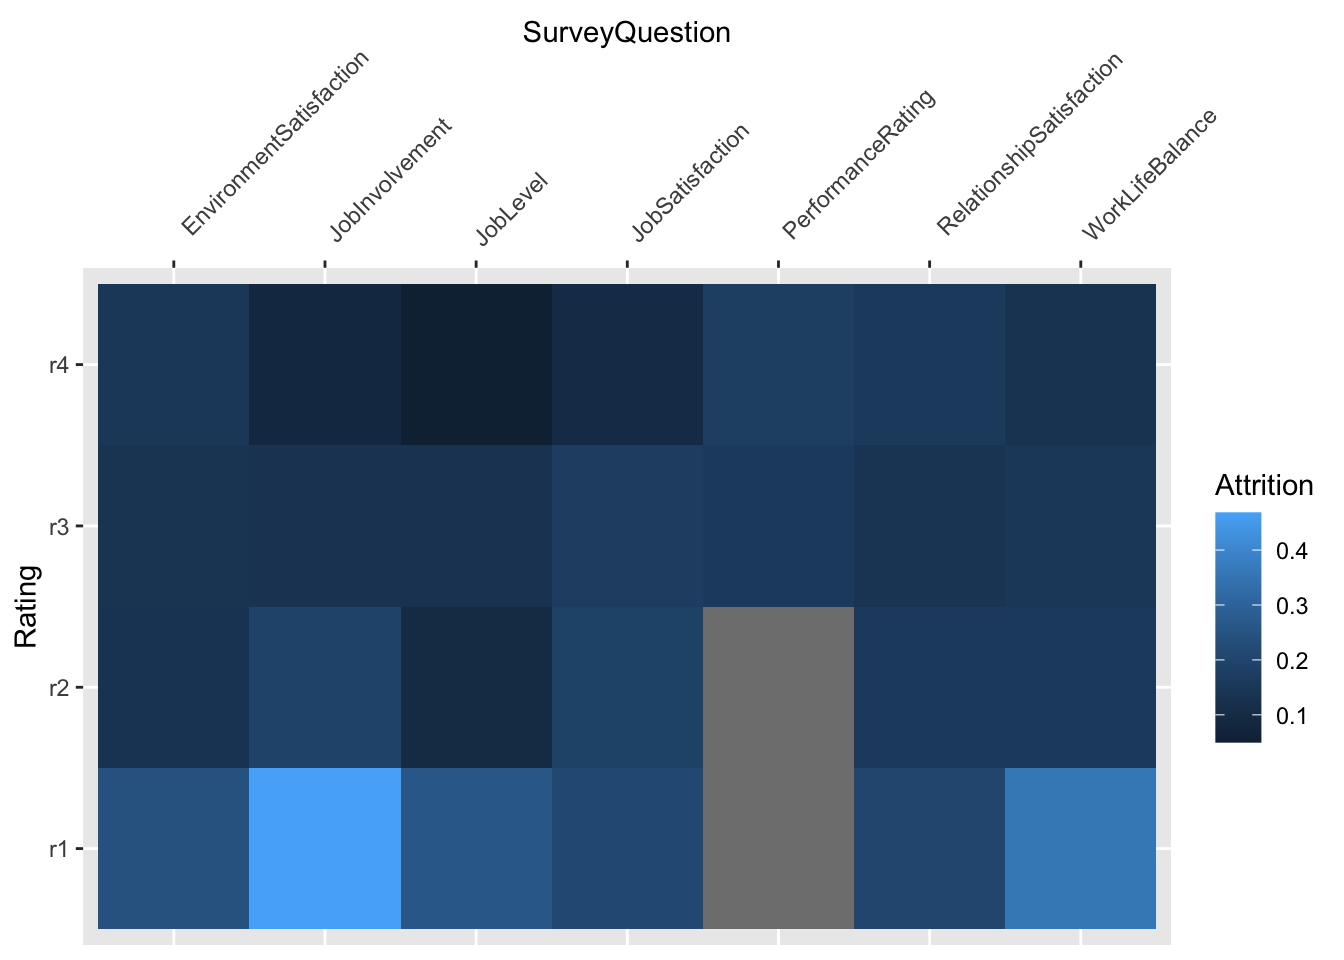 SurveyQuestion
EnvironmentSatisfaction
JobInvolvement
JobLevel
JobSatisfaction
PerformanceRating
RelationshipSatisfaction
WorkLifeBalance
Rating
r4
r3
r2
r1
Attrition
0.4
0.3
0.2
0.1